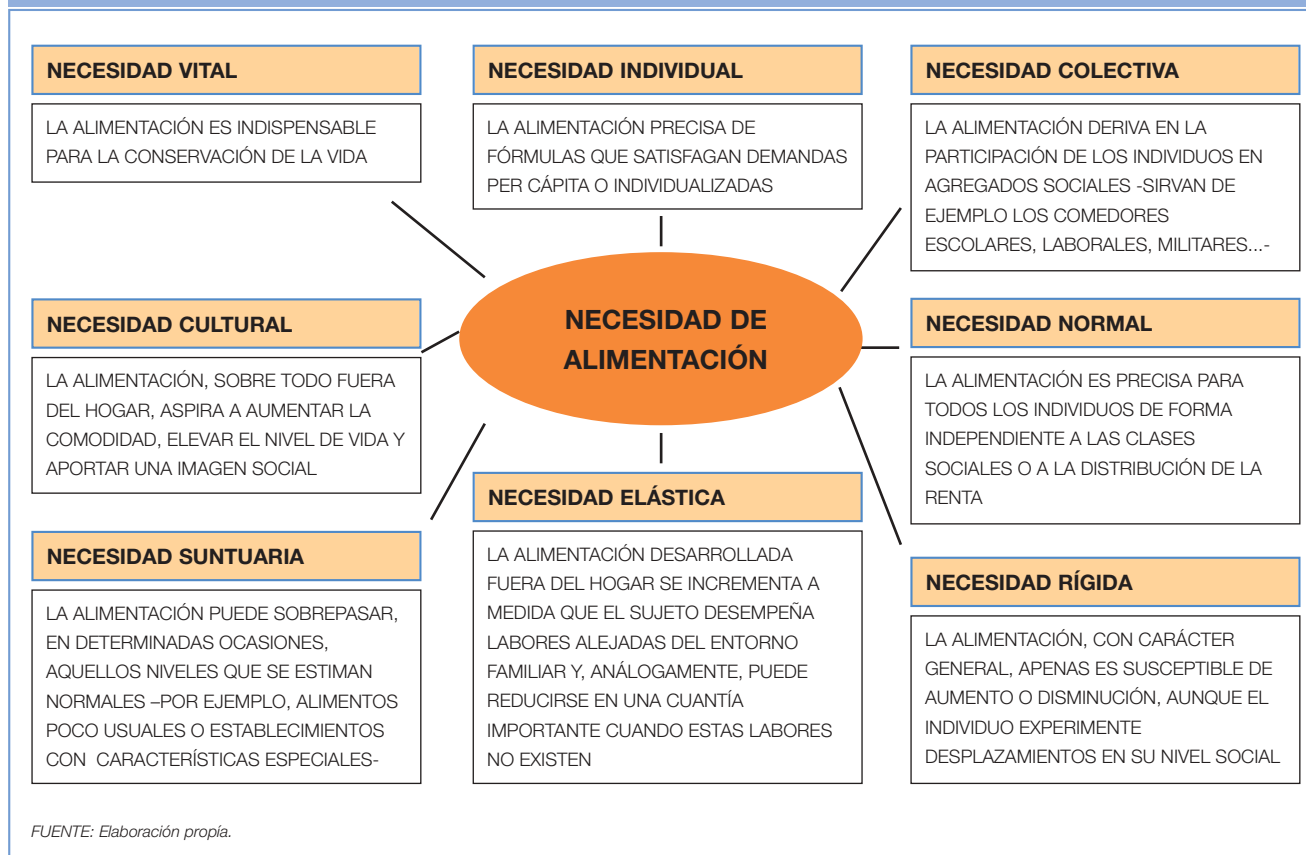 NECESIDAD VITAL
LA ALIMENTACIÓN ES INDISPENSABLE
PARA LA CONSERVACIÓN DE LA VIDA
NECESIDAD INDIVIDUAL
LA ALIMENTACIÓN PRECISA DE
FÓRMULAS QUE SATISFAGAN DEMANDAS
PER CÁPITA O INDIVIDUALIZADAS
NECESIDAD COLECTIVA
LA ALIMENTACIÓN DERIVA EN LA
PARTICIPACIÓN DE LOS INDIVIDUOS EN
AGREGADOS SOCIALES -SIRVAN DE
EJEMPLO LOS COMEDORES
ESCOLARES, LABORALES, MILITARES...-
NECESIDAD DE
ALIMENTACIÓN
NECESIDAD CULTURAL
LA ALIMENTACIÓN, SOBRE TODO FUERA
DEL HOGAR, ASPIRA A AUMENTAR LA
COMODIDAD, ELEVAR EL NIVEL DE VIDA Y
APORTAR UNA IMAGEN SOCIAL
NECESIDAD NORMAL
LA ALIMENTACIÓN ES PRECISA PARA
TODOS LOS INDIVIDUOS DE FORMA
INDEPENDIENTE A LAS CLASES
SOCIALES O A LA DISTRIBUCIÓN DE LA
RENTA
NECESIDAD SUNTUARIA
LA ALIMENTACIÓN PUEDE SOBREPASAR,
EN DETERMINADAS OCASIONES,
AQUELLOS NIVELES QUE SE ESTIMAN
NORMALES –POR EJEMPLO, ALIMENTOS
POCO USUALES O ESTABLECIMIENTOS
CON CARACTERÍSTICAS ESPECIALES-
NECESIDAD ELÁSTICA
LA ALIMENTACIÓN DESARROLLADA
FUERA DEL HOGAR SE INCREMENTA A
MEDIDA QUE EL SUJETO DESEMPEÑA
LABORES ALEJADAS DEL ENTORNO
FAMILIAR Y, ANÁLOGAMENTE, PUEDE
REDUCIRSE EN UNA CUANTÍA
IMPORTANTE CUANDO ESTAS LABORES
NO EXISTEN
NECESIDAD RÍGIDA
LA ALIMENTACIÓN, CON CARÁCTER
GENERAL, APENAS ES SUSCEPTIBLE DE
AUMENTO O DISMINUCIÓN, AUNQUE EL
INDIVIDUO EXPERIMENTE
DESPLAZAMIENTOS EN SU NIVEL SOCIAL
FUENTE: Elaboración propía.